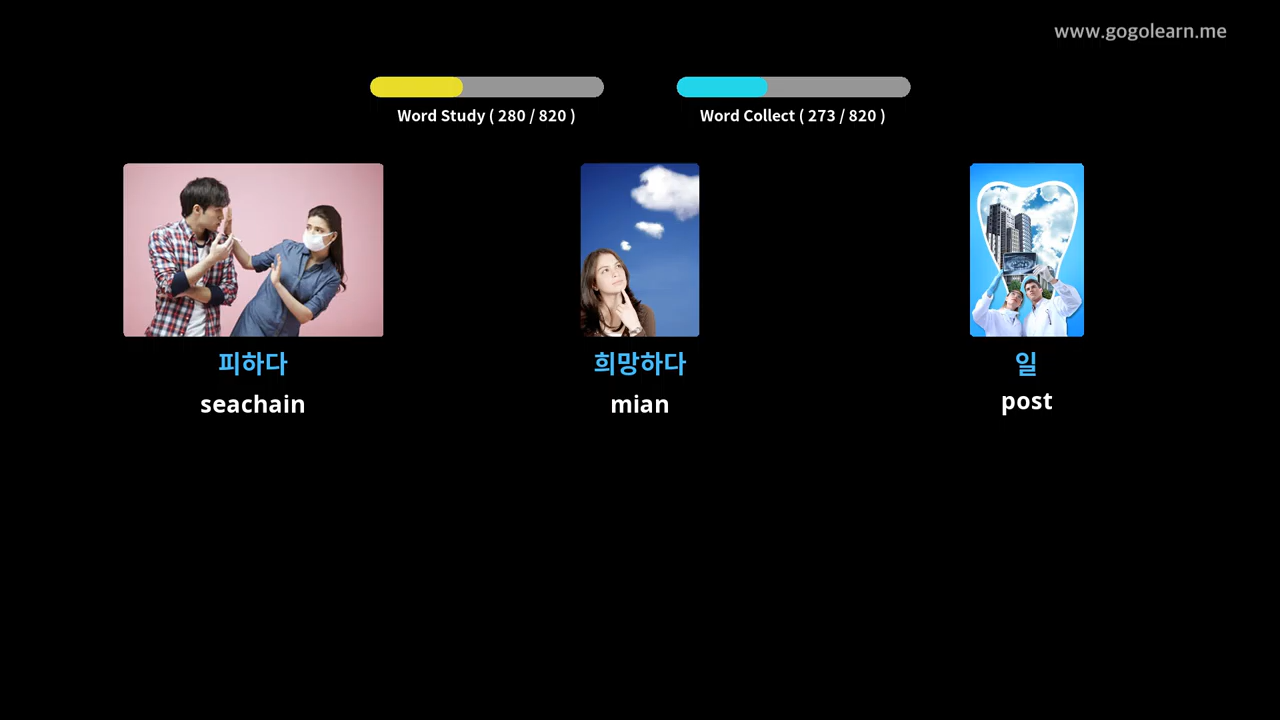 www.gogolearn.me
Word Study ( 280 / 820 )
Word Collect ( 273 / 820 )
피하다
seachain
희망하다
mian
일
post